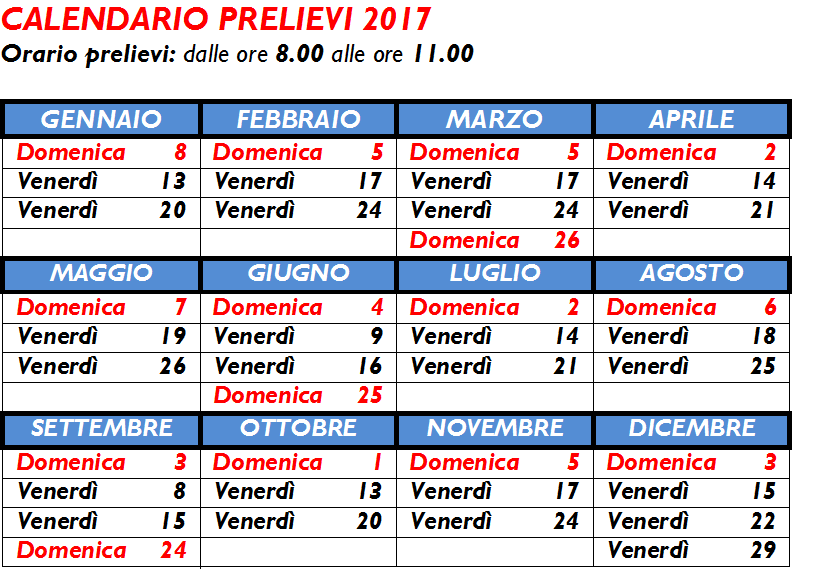 CALENDARIO PRELIEVI 2017
Orario prelievi: dalle ore 8.00 alle ore 11.00
GENNAIO FEBBRAIO MARZO APRILE
Domenica 8 Domenica 5 Domenica 5 Domenica 2
Venerdì 13 Venerdì 17 Venerdì 17 Venerdì 14
Venerdì 20 Venerdì 24 Venerdì 24 Venerdì 21
Domenica 26
MAGGIO GIUGNO LUGLIO AGOSTO
Domenica 7 Domenica 4 Domenica 2 Domenica 6
Venerdì 19 Venerdì 9 Venerdì 14 Venerdì 18
Venerdì 26 Venerdì 16 Venerdì 21 Venerdì 25
Domenica 25
SETTEMBRE OTTOBRE NOVEMBRE DICEMBRE
Domenica 3 Domenica 1 Domenica 5 Domenica 3
Venerdì 8 Venerdì 13 Venerdì 17 Venerdì 15
Venerdì 15 Venerdì 20 Venerdì 24 Venerdì 22
Domenica 24 Venerdì 29